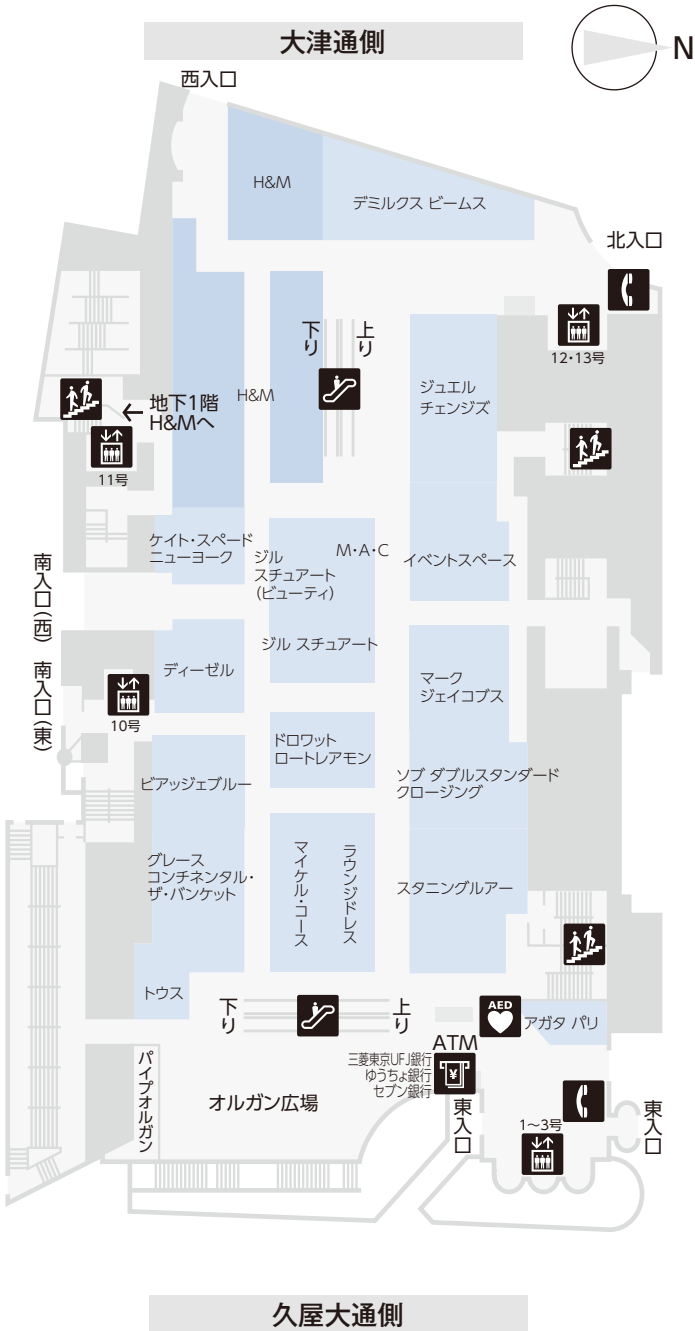 大津通側
N
西入口
H&M
デミルクス ビームス
北入口
下り
上り
12・13号
ジュエル
チェンジズ
H&M
← 地下1階
H&Mへ
11号
ケイト・スペード
ニューヨーク
ジル
スチュアート
(ビューティ)
M・A・C
イベントスペース
南入口(西)
ジル スチュアート
ディーゼル
マーク
ジェイコブス
南入口(東)
10号
ドロワット
ロートレアモン
ビアッジェブルー
ソブ ダブルスタンダード
クロージング
グレース
コンチネンタル・
ザ・バンケット
マイケル・コース
ラウンジドレス
スタニングルアー
トウス
下り
上り
AED
アガタ パリ
ATM
三菱東京UFJ銀行
ゆうちょ銀行
セブン銀行
¥
パイプオルガン
オルガン広場
東入口
1〜3号
東入口
久屋大通側